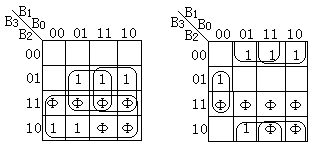 B₁ B₁
B₃ B₀ B₃ B₀
B₂ 00 01 11 10 B₂ 00 01 11 10
00 00 1 1 1
01 1 1 1 01 1
11 Φ Φ Φ Φ 11 Φ Φ Φ Φ
10 1 1 Φ Φ 10 1 Φ Φ